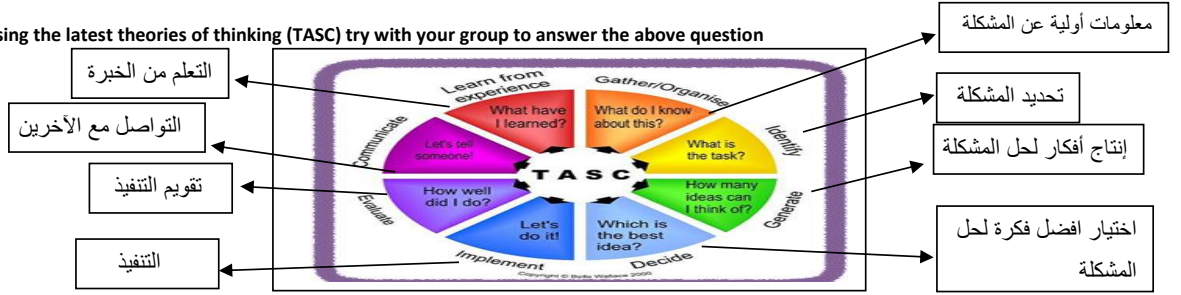 sing the latest theories of thinking (TASC) try with your group to answer the above question
معلومات أولية عن المشكلة
تحديد المشكلة
إنتاج أفكار لحل المشكلة
اختيار افضل فكرة لحل
المشكلة
التعلم من الخبرة
التواصل مع الآخرين
تقويم التنفيذ
التنفيذ
Gather/Organise
What do I know
about this?
Identify
What is
the task?
Generate
How many
ideas can
I think of?
Decide
Which is
the best
idea?
Implement
Let's
do it!
Evaluate
How well
did I do?
Communicate
Let's tell
someone!
Learn from
experience
What have
I learned?
TASC
Copyright © Belle Wallace 2000